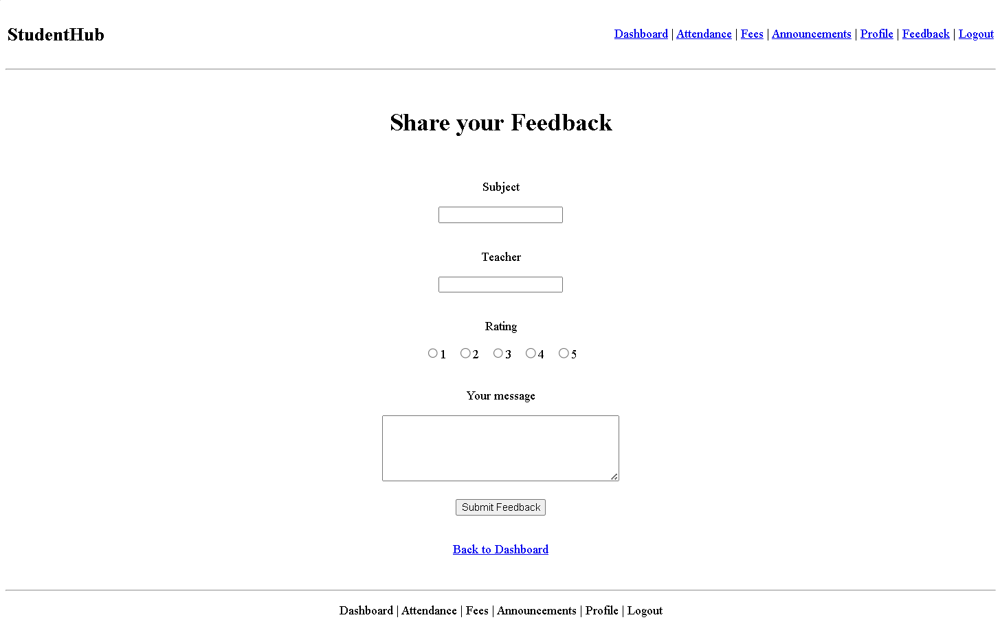 StudentHub
Dashboard | Attendance | Fees | Announcements | Profile | Feedback | Logout
Share your Feedback
Subject
Teacher
Rating
1 2 3 4 5
Your message
Submit Feedback
Back to Dashboard
Dashboard | Attendance | Fees | Announcements | Profile | Logout